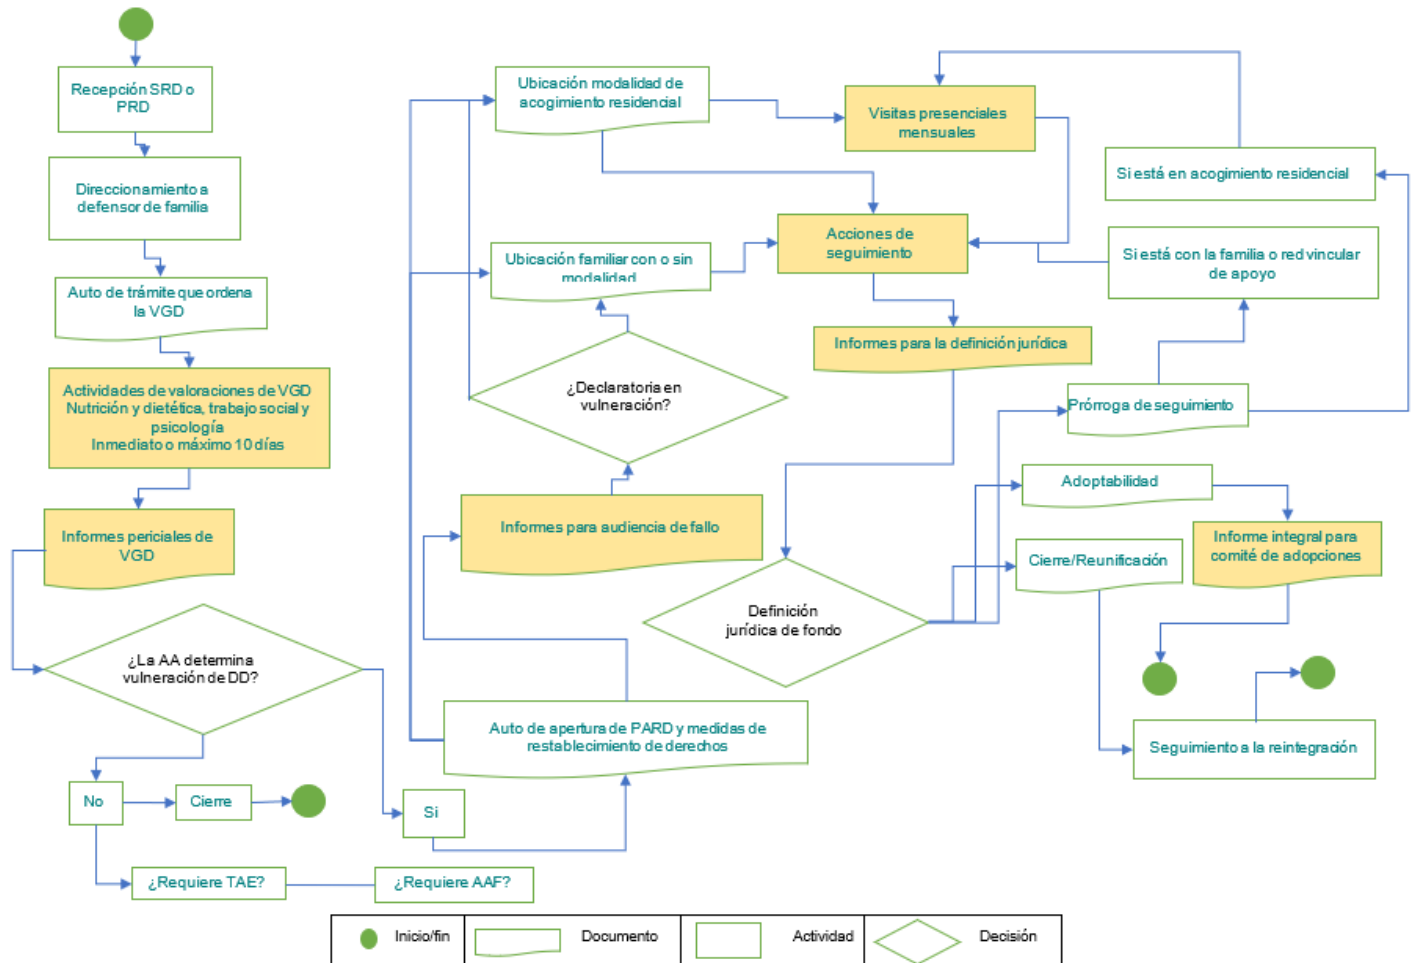 Recepción SRD o
PRD
Direccionamiento a
defensor de familia
Auto de trámite que ordena
la VGD
Actividades de valoraciones de VGD
Nutrición y dietética, trabajo social y
psicología
Inmediato o máximo 10 días
Informes periciales de
VGD
¿La AA determina
vulneración de DD?
No
Cierre
¿Requiere TAE?
¿Requiere AAF?
Si
Auto de apertura de PARD y medidas de
restablecimiento de derechos
Informes para audiencia de fallo
¿Declaratoria en
vulneración?
Ubicación familiar con o sin
modalidad
Ubicación modalidad de
acogimiento residencial
Visitas presenciales
mensuales
Acciones de
seguimiento
Informes para la definición jurídica
Definición
jurídica de fondo
Si está en acogimiento residencial
Si está con la familia o red vincular
de apoyo
Prórroga de seguimiento
Adoptabilidad
Informe integral para
comité de adopciones
Cierre/Reunificación
Seguimiento a la reintegración
Inicio/fin
Documento
Actividad
Decisión